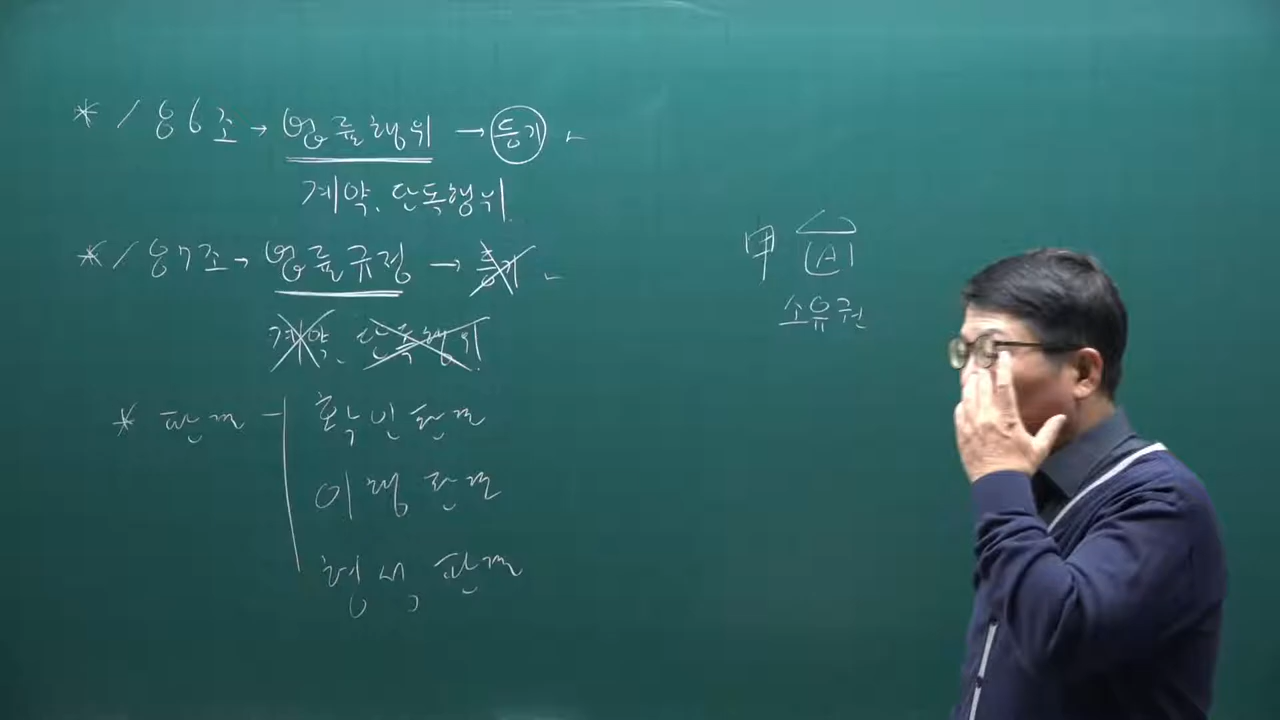 * 186조 → 법률행위 → 등기
계약, 단독행위.
* 187조 → 법률규정 → 등기
계약, 단독행위.
* 판결
확인판결
이행판결
형성판결
甲 A
소유권